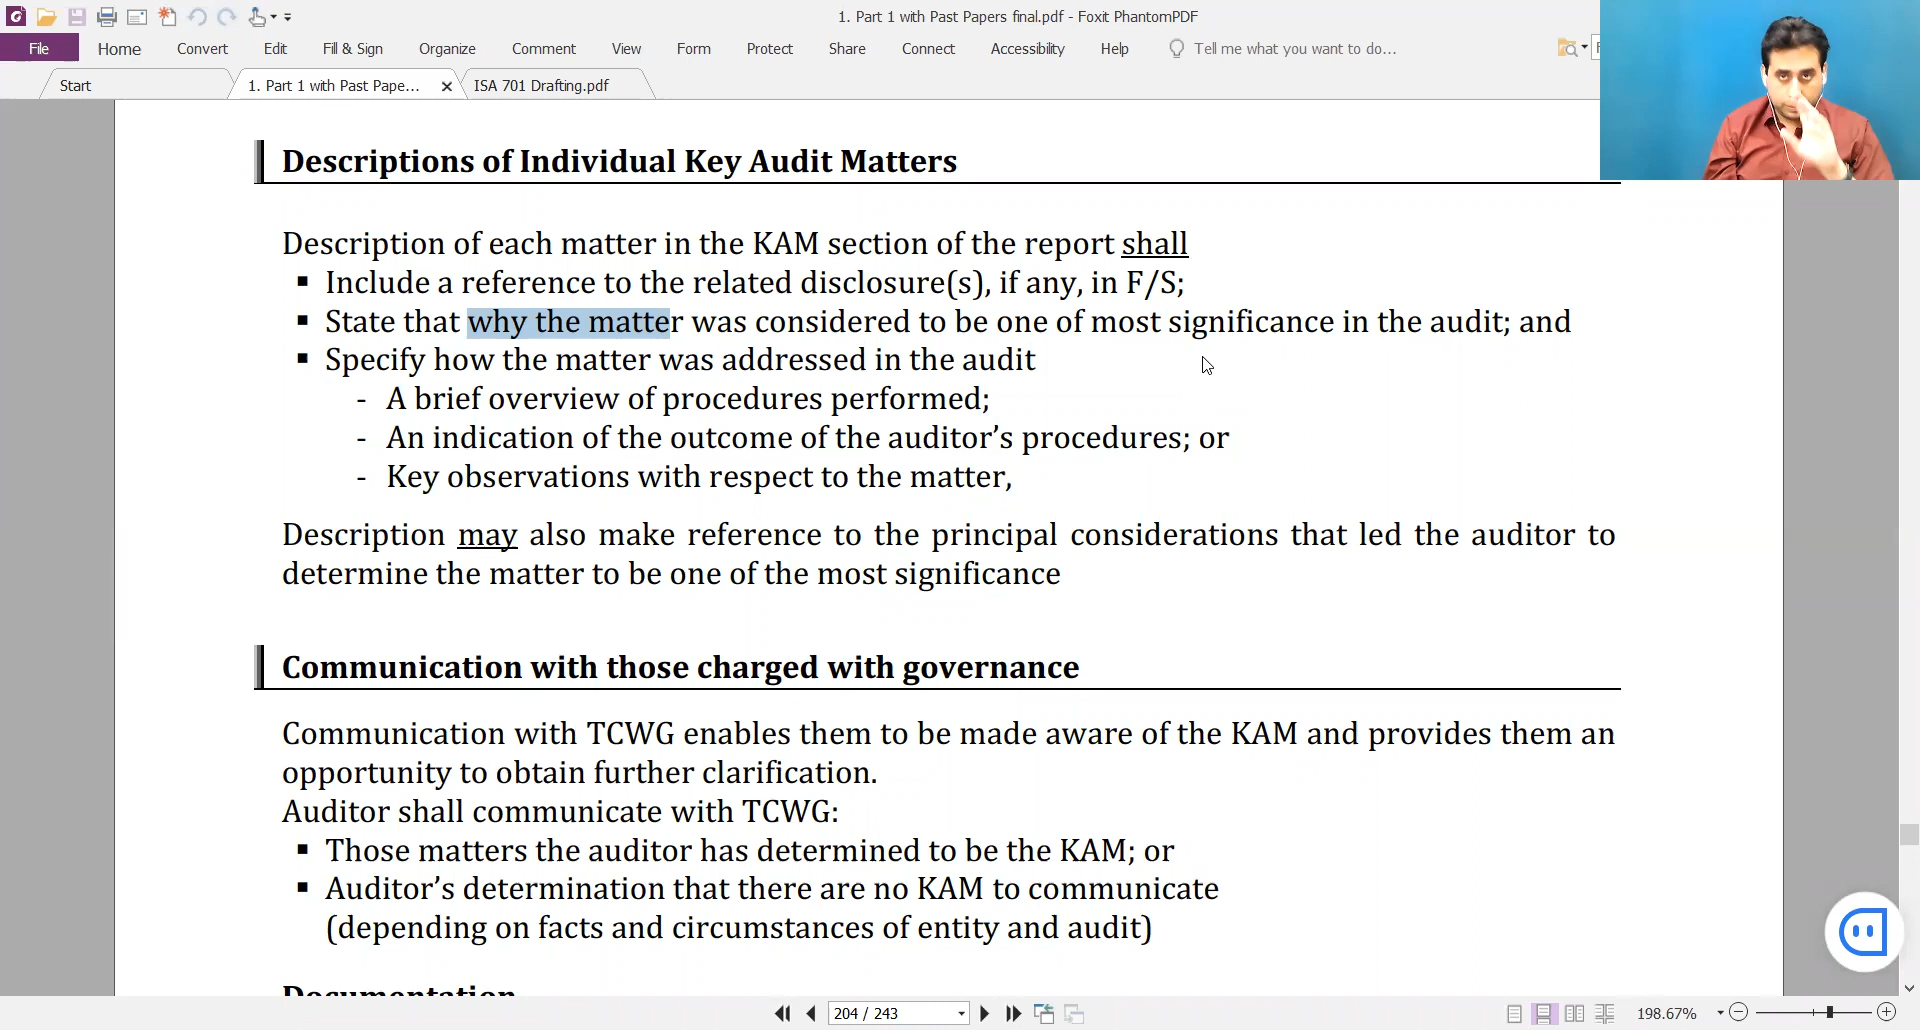 1. Part 1 with Past Papers final.pdf - Foxit PhantomPDF
File Home Convert Edit Fill & Sign Organize Comment View Form Protect Share Connect Accessibility Help Tell me what you want to do...
Start 1. Part 1 with Past Pape... ISA 701 Drafting.pdf
Descriptions of Individual Key Audit Matters
Description of each matter in the KAM section of the report shall
▪ Include a reference to the related disclosure(s), if any, in F/S;
▪ State that why the matter was considered to be one of most significance in the audit; and
▪ Specify how the matter was addressed in the audit
- A brief overview of procedures performed;
- An indication of the outcome of the auditor’s procedures; or
- Key observations with respect to the matter,
Description may also make reference to the principal considerations that led the auditor to
determine the matter to be one of the most significance
Communication with those charged with governance
Communication with TCWG enables them to be made aware of the KAM and provides them an
opportunity to obtain further clarification.
Auditor shall communicate with TCWG:
▪ Those matters the auditor has determined to be the KAM; or
▪ Auditor’s determination that there are no KAM to communicate
(depending on facts and circumstances of entity and audit)
Documentation
204 / 243 198.67%